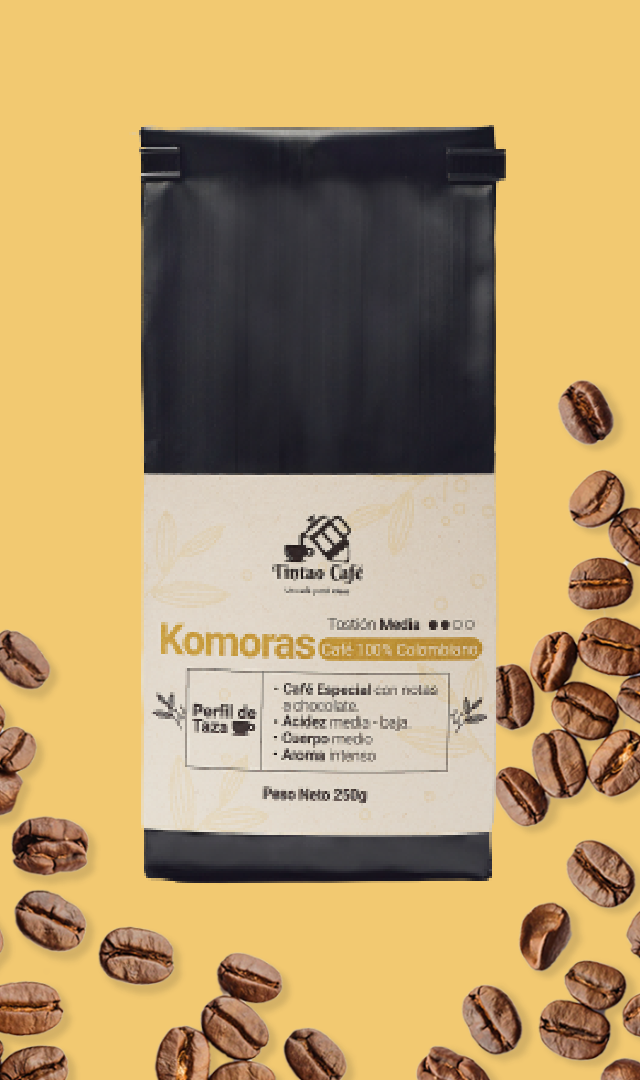 Tintao Café
Tostión Media
Komoras
Café 100% Colombiano
Perfil de
Taza
• Café Especial con notas
a chocolate.
• Acidez media - baja.
• Cuerpo medio
• Aroma intenso
Peso Neto 250g